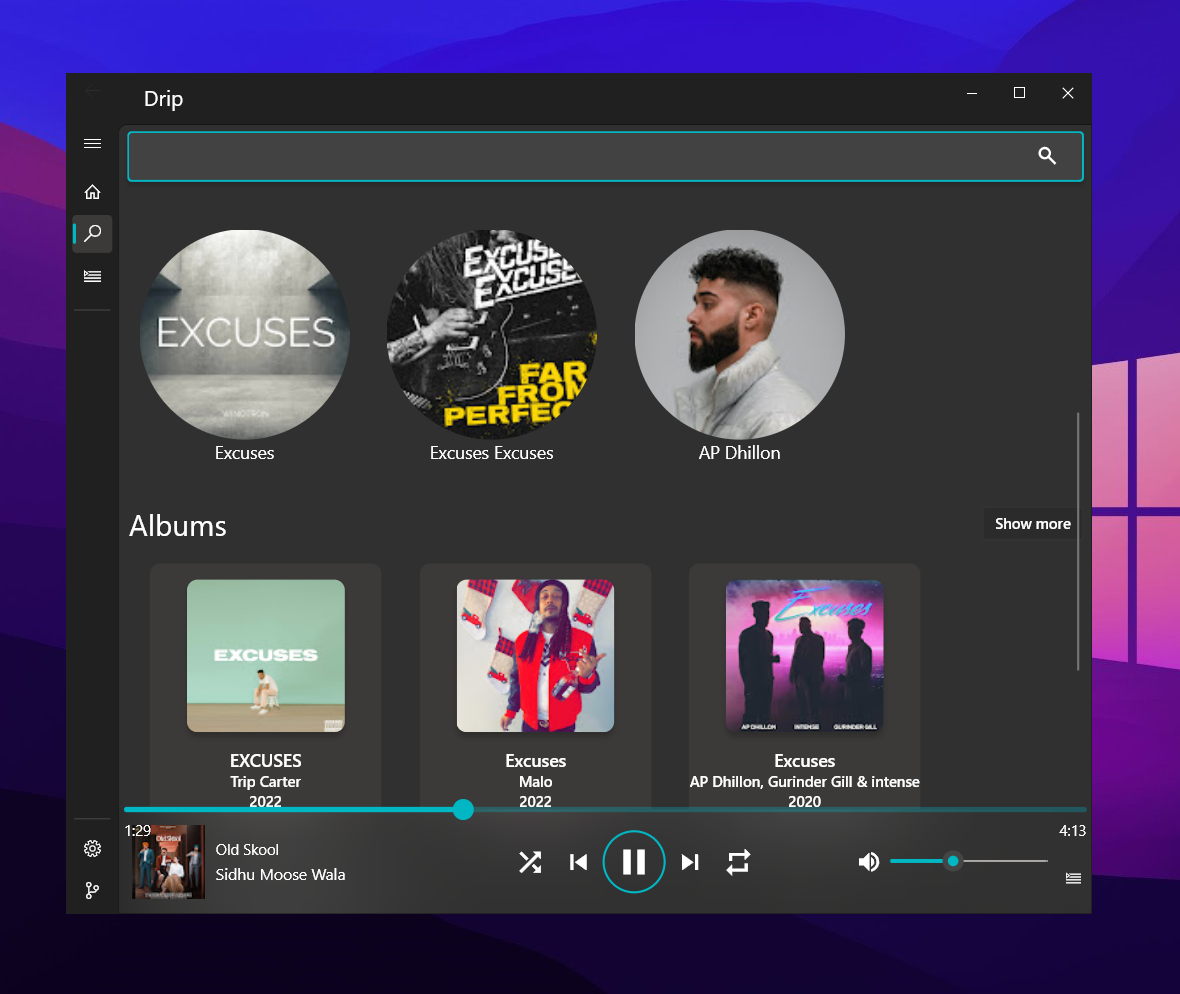 Drip
EXCUSES
WYNOTRON
EXCUSES
EXCUSES
FAR
FROM
PERFECT
Excuses
Excuses Excuses
AP Dhillon
Albums
Show more
EXCUSES
Excuses
AP DHILLON INTENSE GURINDER GILL
EXCUSES
Trip Carter
2022
Excuses
Malo
2022
Excuses
AP Dhillon, Gurinder Gill & intense
2020
1:29
4:13
Old Skool
Old Skool
Sidhu Moose Wala